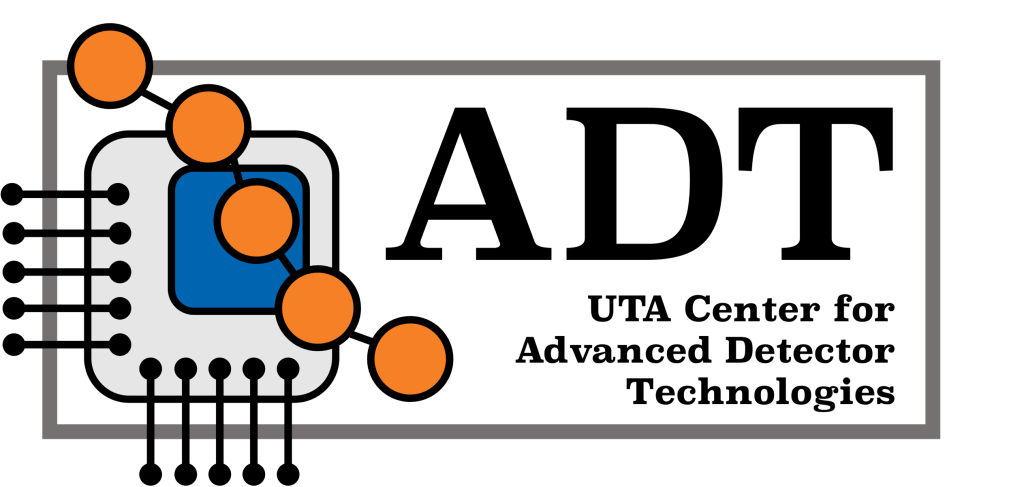 ADT
UTA Center for
Advanced Detector
Technologies